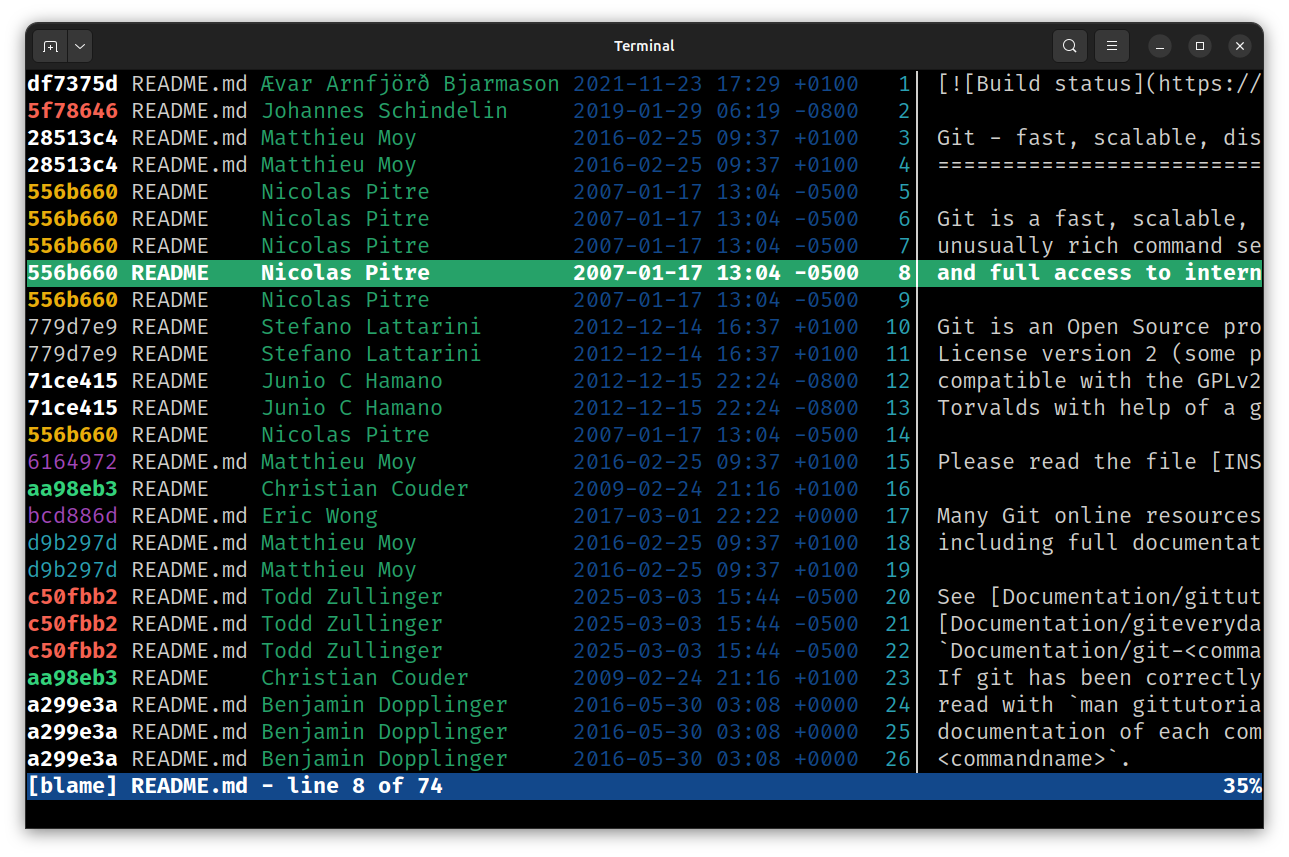 Terminal
df7375d README.md Ævar Arnfjörð Bjarmason 2021-11-23 17:29 +0100 1 [![Build status](https://
5f78646 README.md Johannes Schindelin 2019-01-29 06:19 -0800 2
28513c4 README.md Matthieu Moy 2016-02-25 09:37 +0100 3 Git - fast, scalable, dis
28513c4 README.md Matthieu Moy 2016-02-25 09:37 +0100 4 =========================
556b660 README Nicolas Pitre 2007-01-17 13:04 -0500 5
556b660 README Nicolas Pitre 2007-01-17 13:04 -0500 6 Git is a fast, scalable,
556b660 README Nicolas Pitre 2007-01-17 13:04 -0500 7 unusually rich command se
556b660 README Nicolas Pitre 2007-01-17 13:04 -0500 8 and full access to intern
556b660 README Nicolas Pitre 2007-01-17 13:04 -0500 9
779d7e9 README Stefano Lattarini 2012-12-14 16:37 +0100 10 Git is an Open Source pro
779d7e9 README Stefano Lattarini 2012-12-14 16:37 +0100 11 License version 2 (some p
71ce415 README Junio C Hamano 2012-12-15 22:24 -0800 12 compatible with the GPLv2
71ce415 README Junio C Hamano 2012-12-15 22:24 -0800 13 Torvalds with help of a g
556b660 README Nicolas Pitre 2007-01-17 13:04 -0500 14
6164972 README.md Matthieu Moy 2016-02-25 09:37 +0100 15 Please read the file [INS
aa98eb3 README Christian Couder 2009-02-24 21:16 +0100 16
bcd886d README.md Eric Wong 2017-03-01 22:22 +0000 17 Many Git online resources
d9b297d README.md Matthieu Moy 2016-02-25 09:37 +0100 18 including full documentat
d9b297d README.md Matthieu Moy 2016-02-25 09:37 +0100 19
c50fbb2 README.md Todd Zullinger 2025-03-03 15:44 -0500 20 See [Documentation/gittut
c50fbb2 README.md Todd Zullinger 2025-03-03 15:44 -0500 21 [Documentation/giteveryda
c50fbb2 README.md Todd Zullinger 2025-03-03 15:44 -0500 22 `Documentation/git-<comma
aa98eb3 README Christian Couder 2009-02-24 21:16 +0100 23 If git has been correctly
a299e3a README.md Benjamin Dopplinger 2016-05-30 03:08 +0000 24 read with `man gittutoria
a299e3a README.md Benjamin Dopplinger 2016-05-30 03:08 +0000 25 documentation of each com
a299e3a README.md Benjamin Dopplinger 2016-05-30 03:08 +0000 26 <commandname>`.
[blame] README.md - line 8 of 74 35%